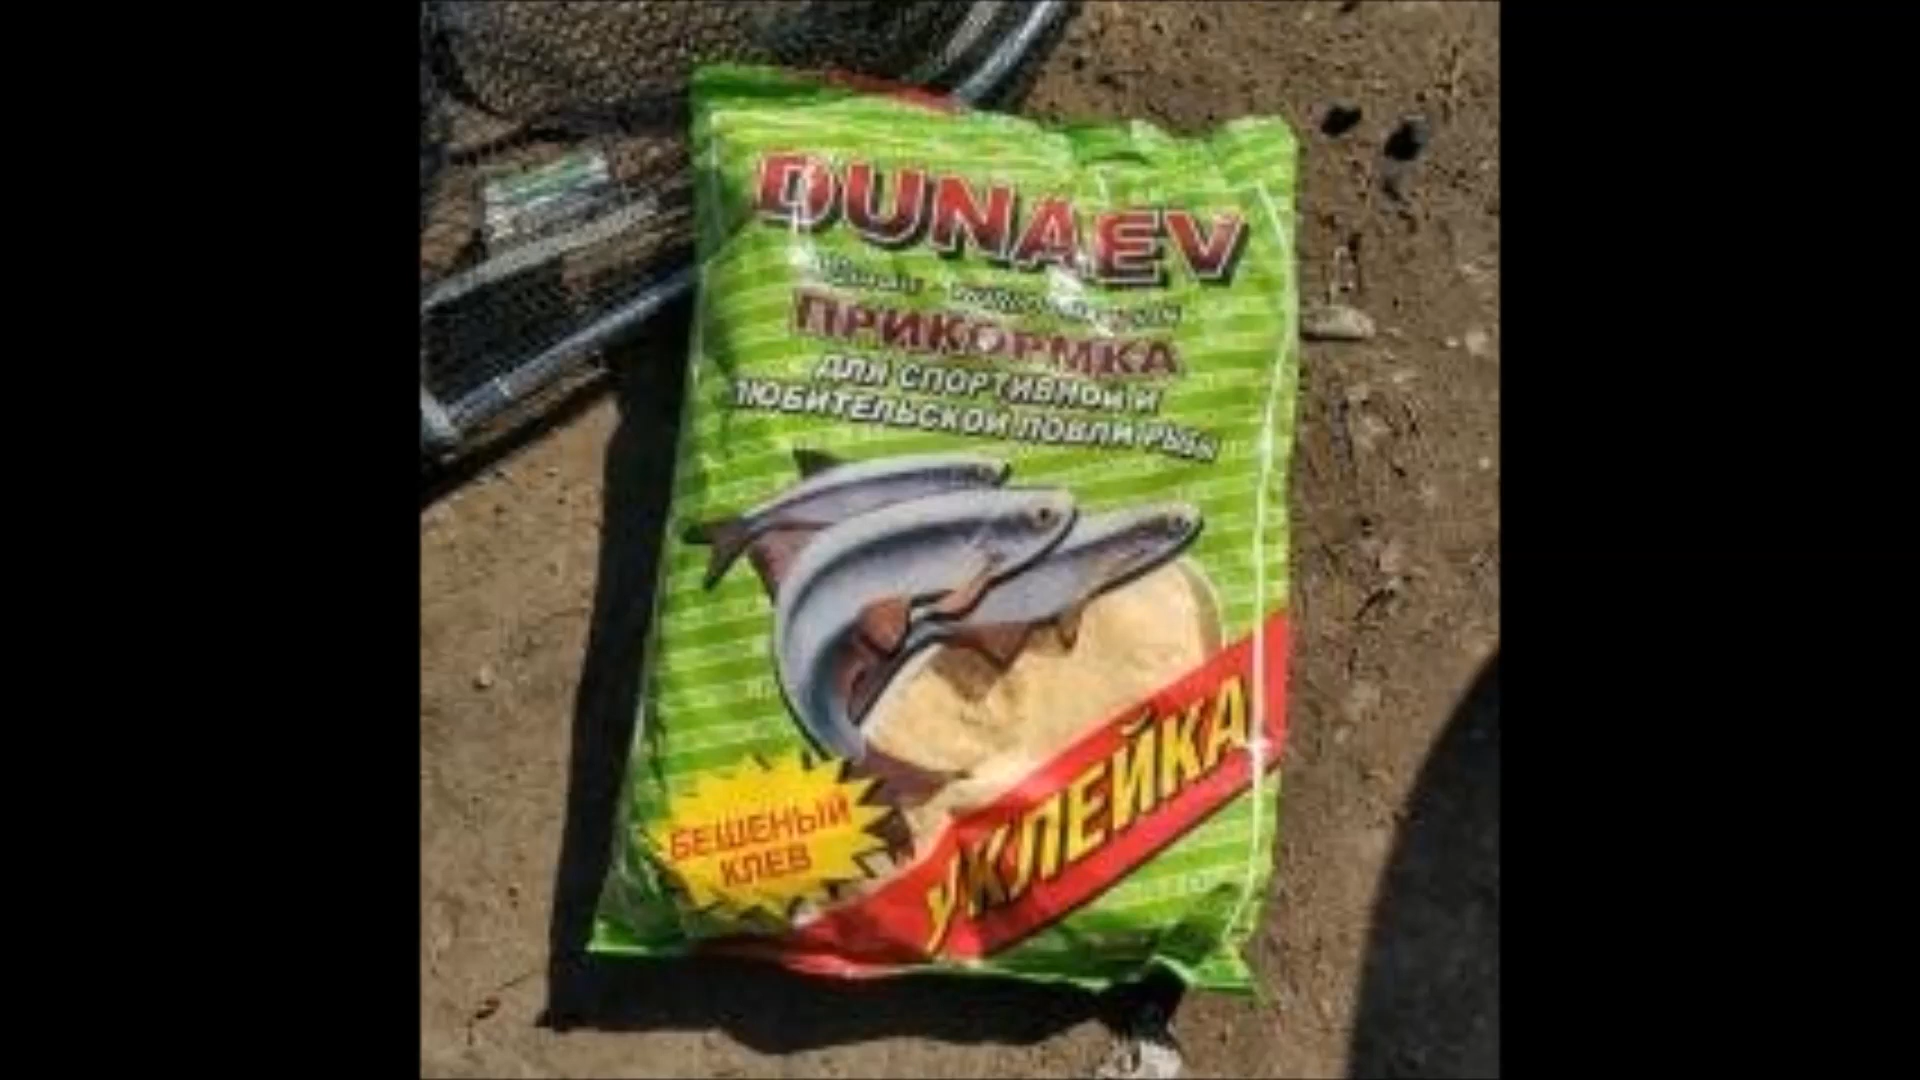 DUNAEV
ПРИКОРМКА
ДЛЯ СПОРТИВНОЙ И
ЛЮБИТЕЛЬСКОЙ ЛОВЛИ РЫБЫ
БЕШЕНЫЙ
КЛЕВ
УКЛЕЙКА